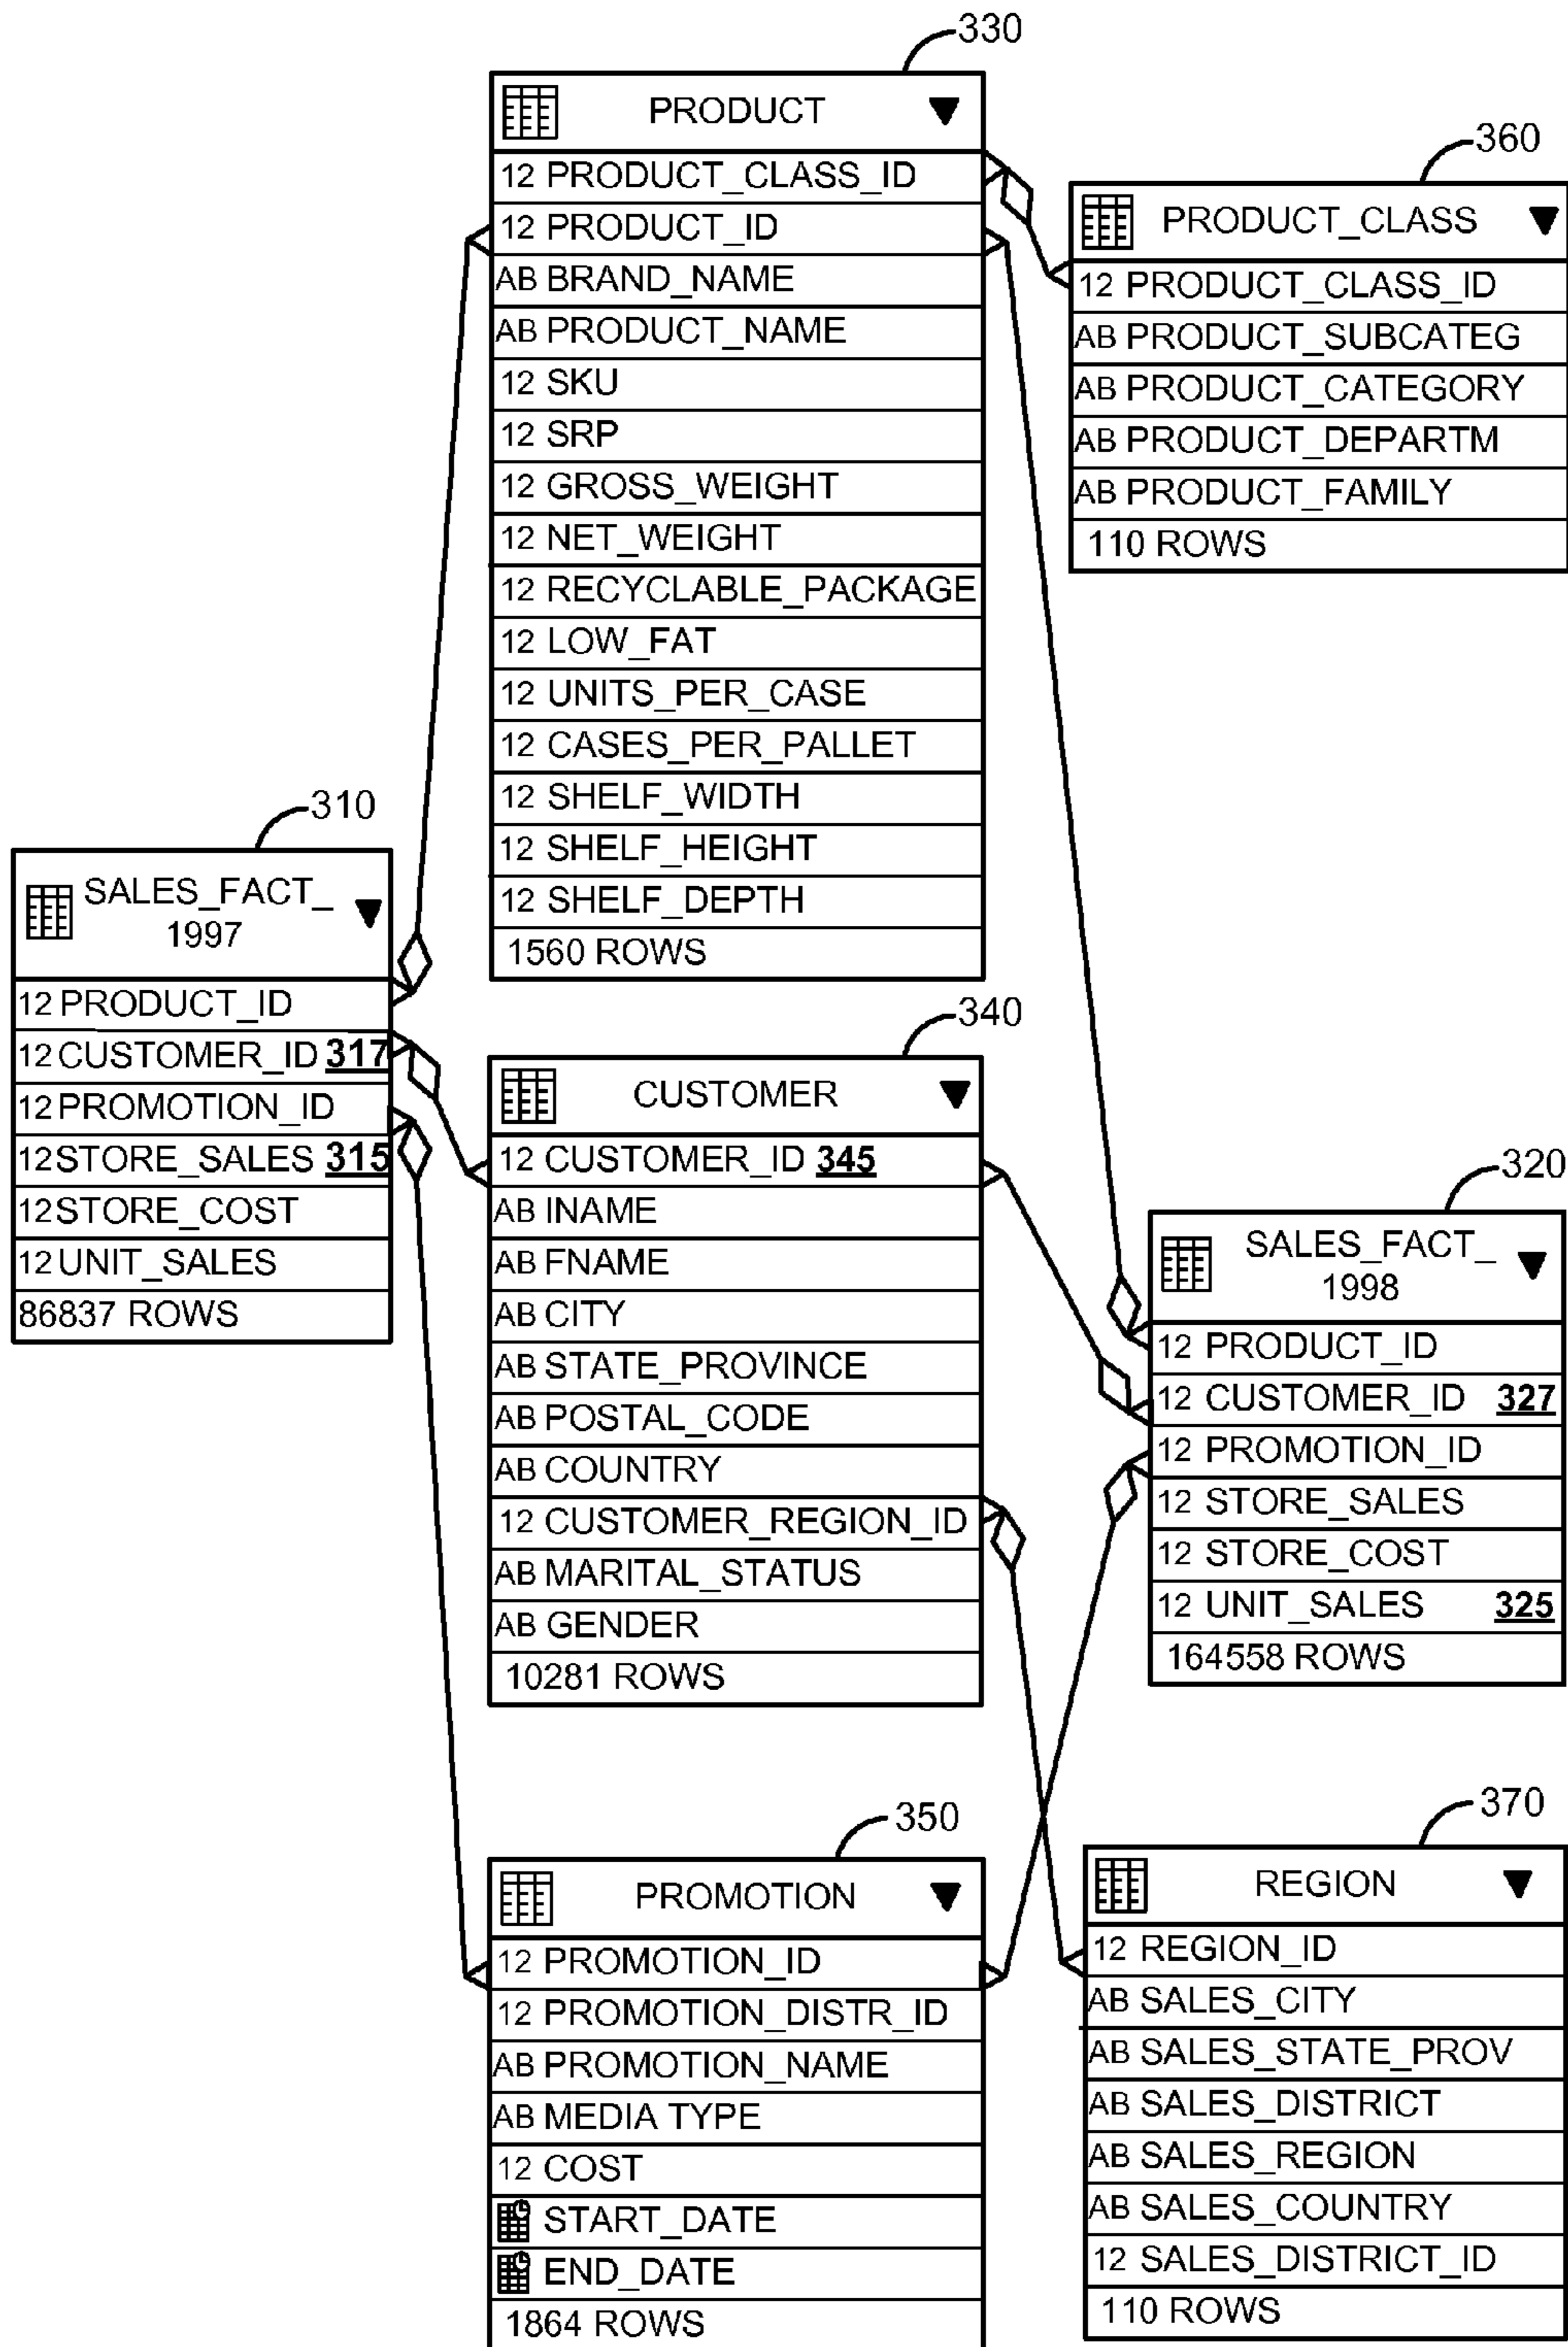 330
PRODUCT
12 PRODUCT_CLASS_ID
12 PRODUCT_ID
AB BRAND_NAME
AB PRODUCT_NAME
12 SKU
12 SRP
12 GROSS_WEIGHT
12 NET_WEIGHT
12 RECYCLABLE_PACKAGE
12 LOW_FAT
12 UNITS_PER_CASE
12 CASES_PER_PALLET
12 SHELF_WIDTH
12 SHELF_HEIGHT
12 SHELF_DEPTH
1560 ROWS
360
PRODUCT_CLASS
12 PRODUCT_CLASS_ID
AB PRODUCT_SUBCATEG
AB PRODUCT_CATEGORY
AB PRODUCT_DEPARTM
AB PRODUCT_FAMILY
110 ROWS
310
SALES_FACT_
1997
12 PRODUCT_ID
12 CUSTOMER_ID 317
12 PROMOTION_ID
12 STORE_SALES 315
12 STORE_COST
12 UNIT_SALES
86837 ROWS
340
CUSTOMER
12 CUSTOMER_ID 345
AB INAME
AB FNAME
AB CITY
AB STATE_PROVINCE
AB POSTAL_CODE
AB COUNTRY
12 CUSTOMER_REGION_ID
AB MARITAL_STATUS
AB GENDER
10281 ROWS
320
SALES_FACT_
1998
12 PRODUCT_ID
12 CUSTOMER_ID 327
12 PROMOTION_ID
12 STORE_SALES
12 STORE_COST
12 UNIT_SALES 325
164558 ROWS
350
PROMOTION
12 PROMOTION_ID
12 PROMOTION_DISTR_ID
AB PROMOTION_NAME
AB MEDIA TYPE
12 COST
START_DATE
END_DATE
1864 ROWS
370
REGION
12 REGION_ID
AB SALES_CITY
AB SALES_STATE_PROV
AB SALES_DISTRICT
AB SALES_REGION
AB SALES_COUNTRY
12 SALES_DISTRICT_ID
110 ROWS